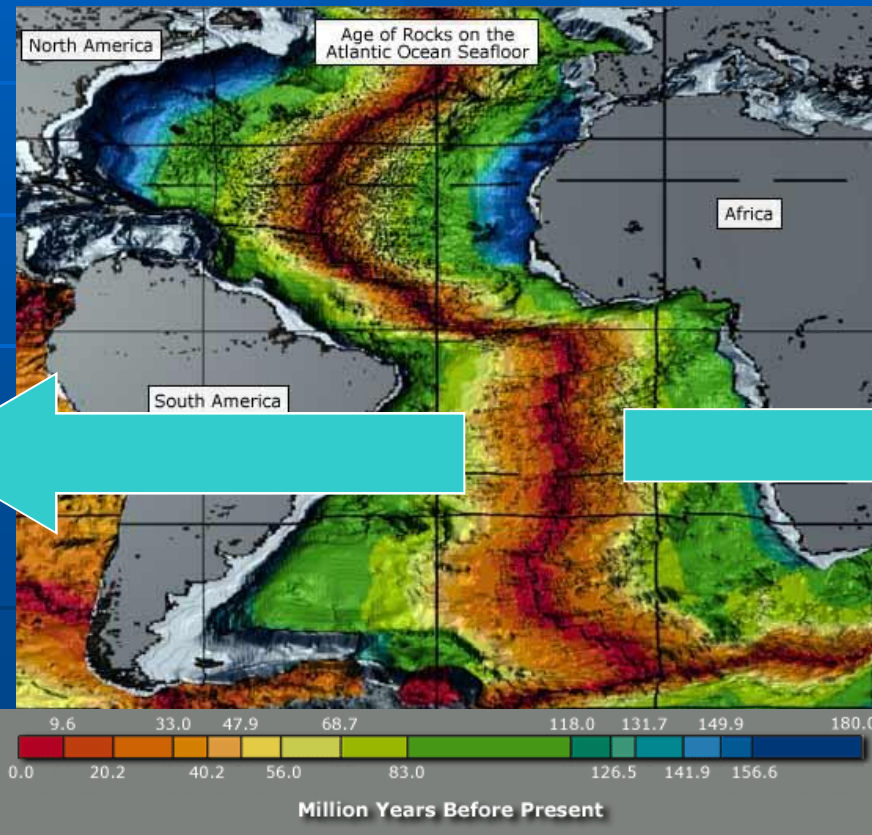 North America
Age of Rocks on the
Atlantic Ocean Seafloor
Africa
South America
9.6 33.0 47.9 68.7 118.0 131.7 149.9 180.0
0.0 20.2 40.2 56.0 83.0 126.5 141.9 156.6
Million Years Before Present